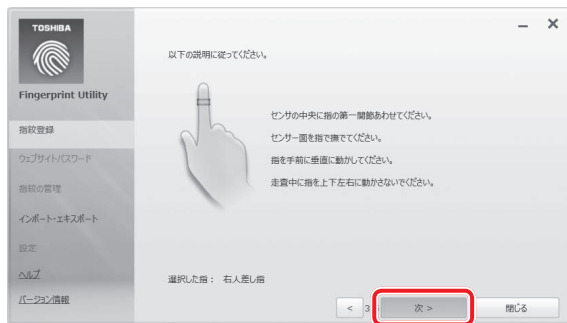 TOSHIBA
Fingerprint Utility
指紋登録
ウェブサイトパスワード
指紋の管理
インポート・エキスポート
設定
ヘルプ
バージョン情報
以下の説明に従ってください。
センサの中央に指の第一関節あわせてください。
センサー面を指で撫でてください。
指を手前に垂直に動かしてください。
走査中に指を上下左右に動かさないでください。
選択した指： 右人差し指
< 3 次 > 閉じる